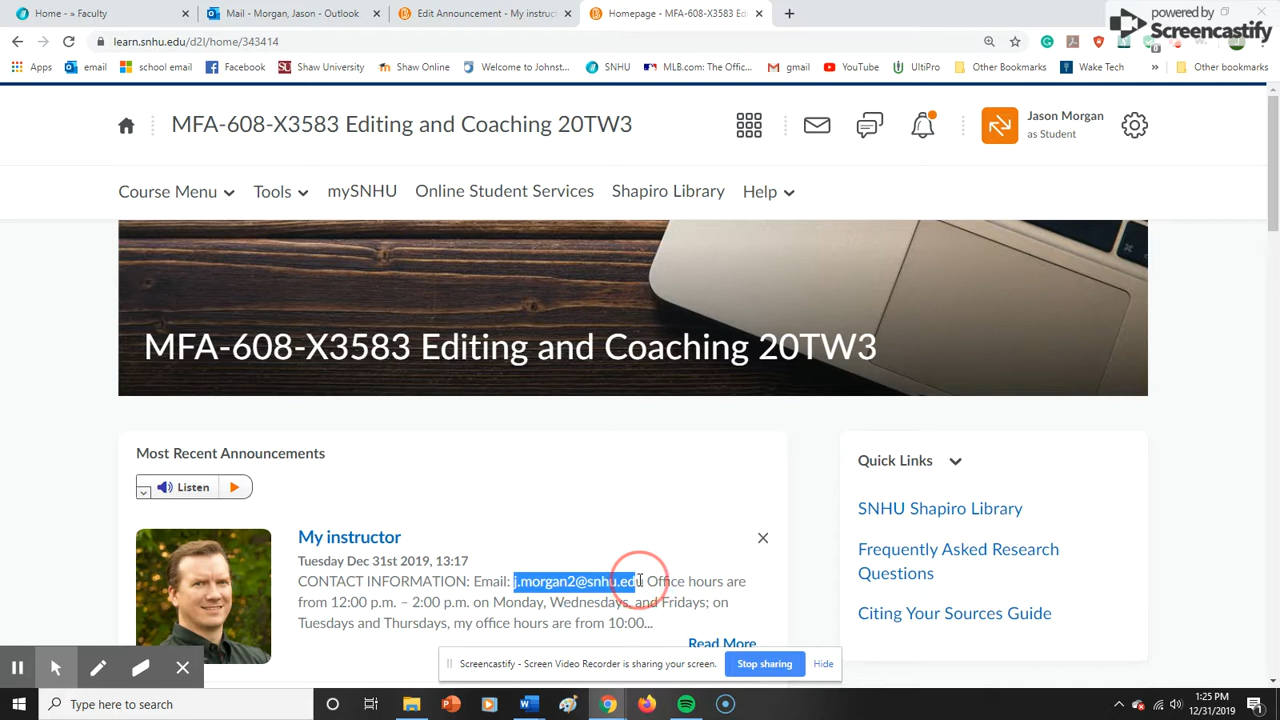 Home - » Faculty
Mail - Morgan, Jason - Outlook
Edit Announcement - My instruct
Homepage - MFA-608-X3583 Edi
powered by
Screencastify
learn.snhu.edu/d2l/home/343414
Apps
email
school email
Facebook
Shaw University
Shaw Online
Welcome to Johnst...
SNHU
MLB.com: The Offic...
gmail
YouTube
UltiPro
Other Bookmarks
Wake Tech
»
Other bookmarks
MFA-608-X3583 Editing and Coaching 20TW3
Jason Morgan
as Student
Course Menu
Tools
mySNHU
Online Student Services
Shapiro Library
Help
MFA-608-X3583 Editing and Coaching 20TW3
Most Recent Announcements
Listen
My instructor
Tuesday Dec 31st 2019, 13:17
CONTACT INFORMATION: Email: j.morgan2@snhu.edu Office hours are
from 12:00 p.m. – 2:00 p.m. on Monday, Wednesdays, and Fridays; on
Tuesdays and Thursdays, my office hours are from 10:00...
Read More
Quick Links
SNHU Shapiro Library
Frequently Asked Research
Questions
Citing Your Sources Guide
Screencastify - Screen Video Recorder is sharing your screen.
Stop sharing
Hide
Type here to search
1:25 PM
12/31/2019